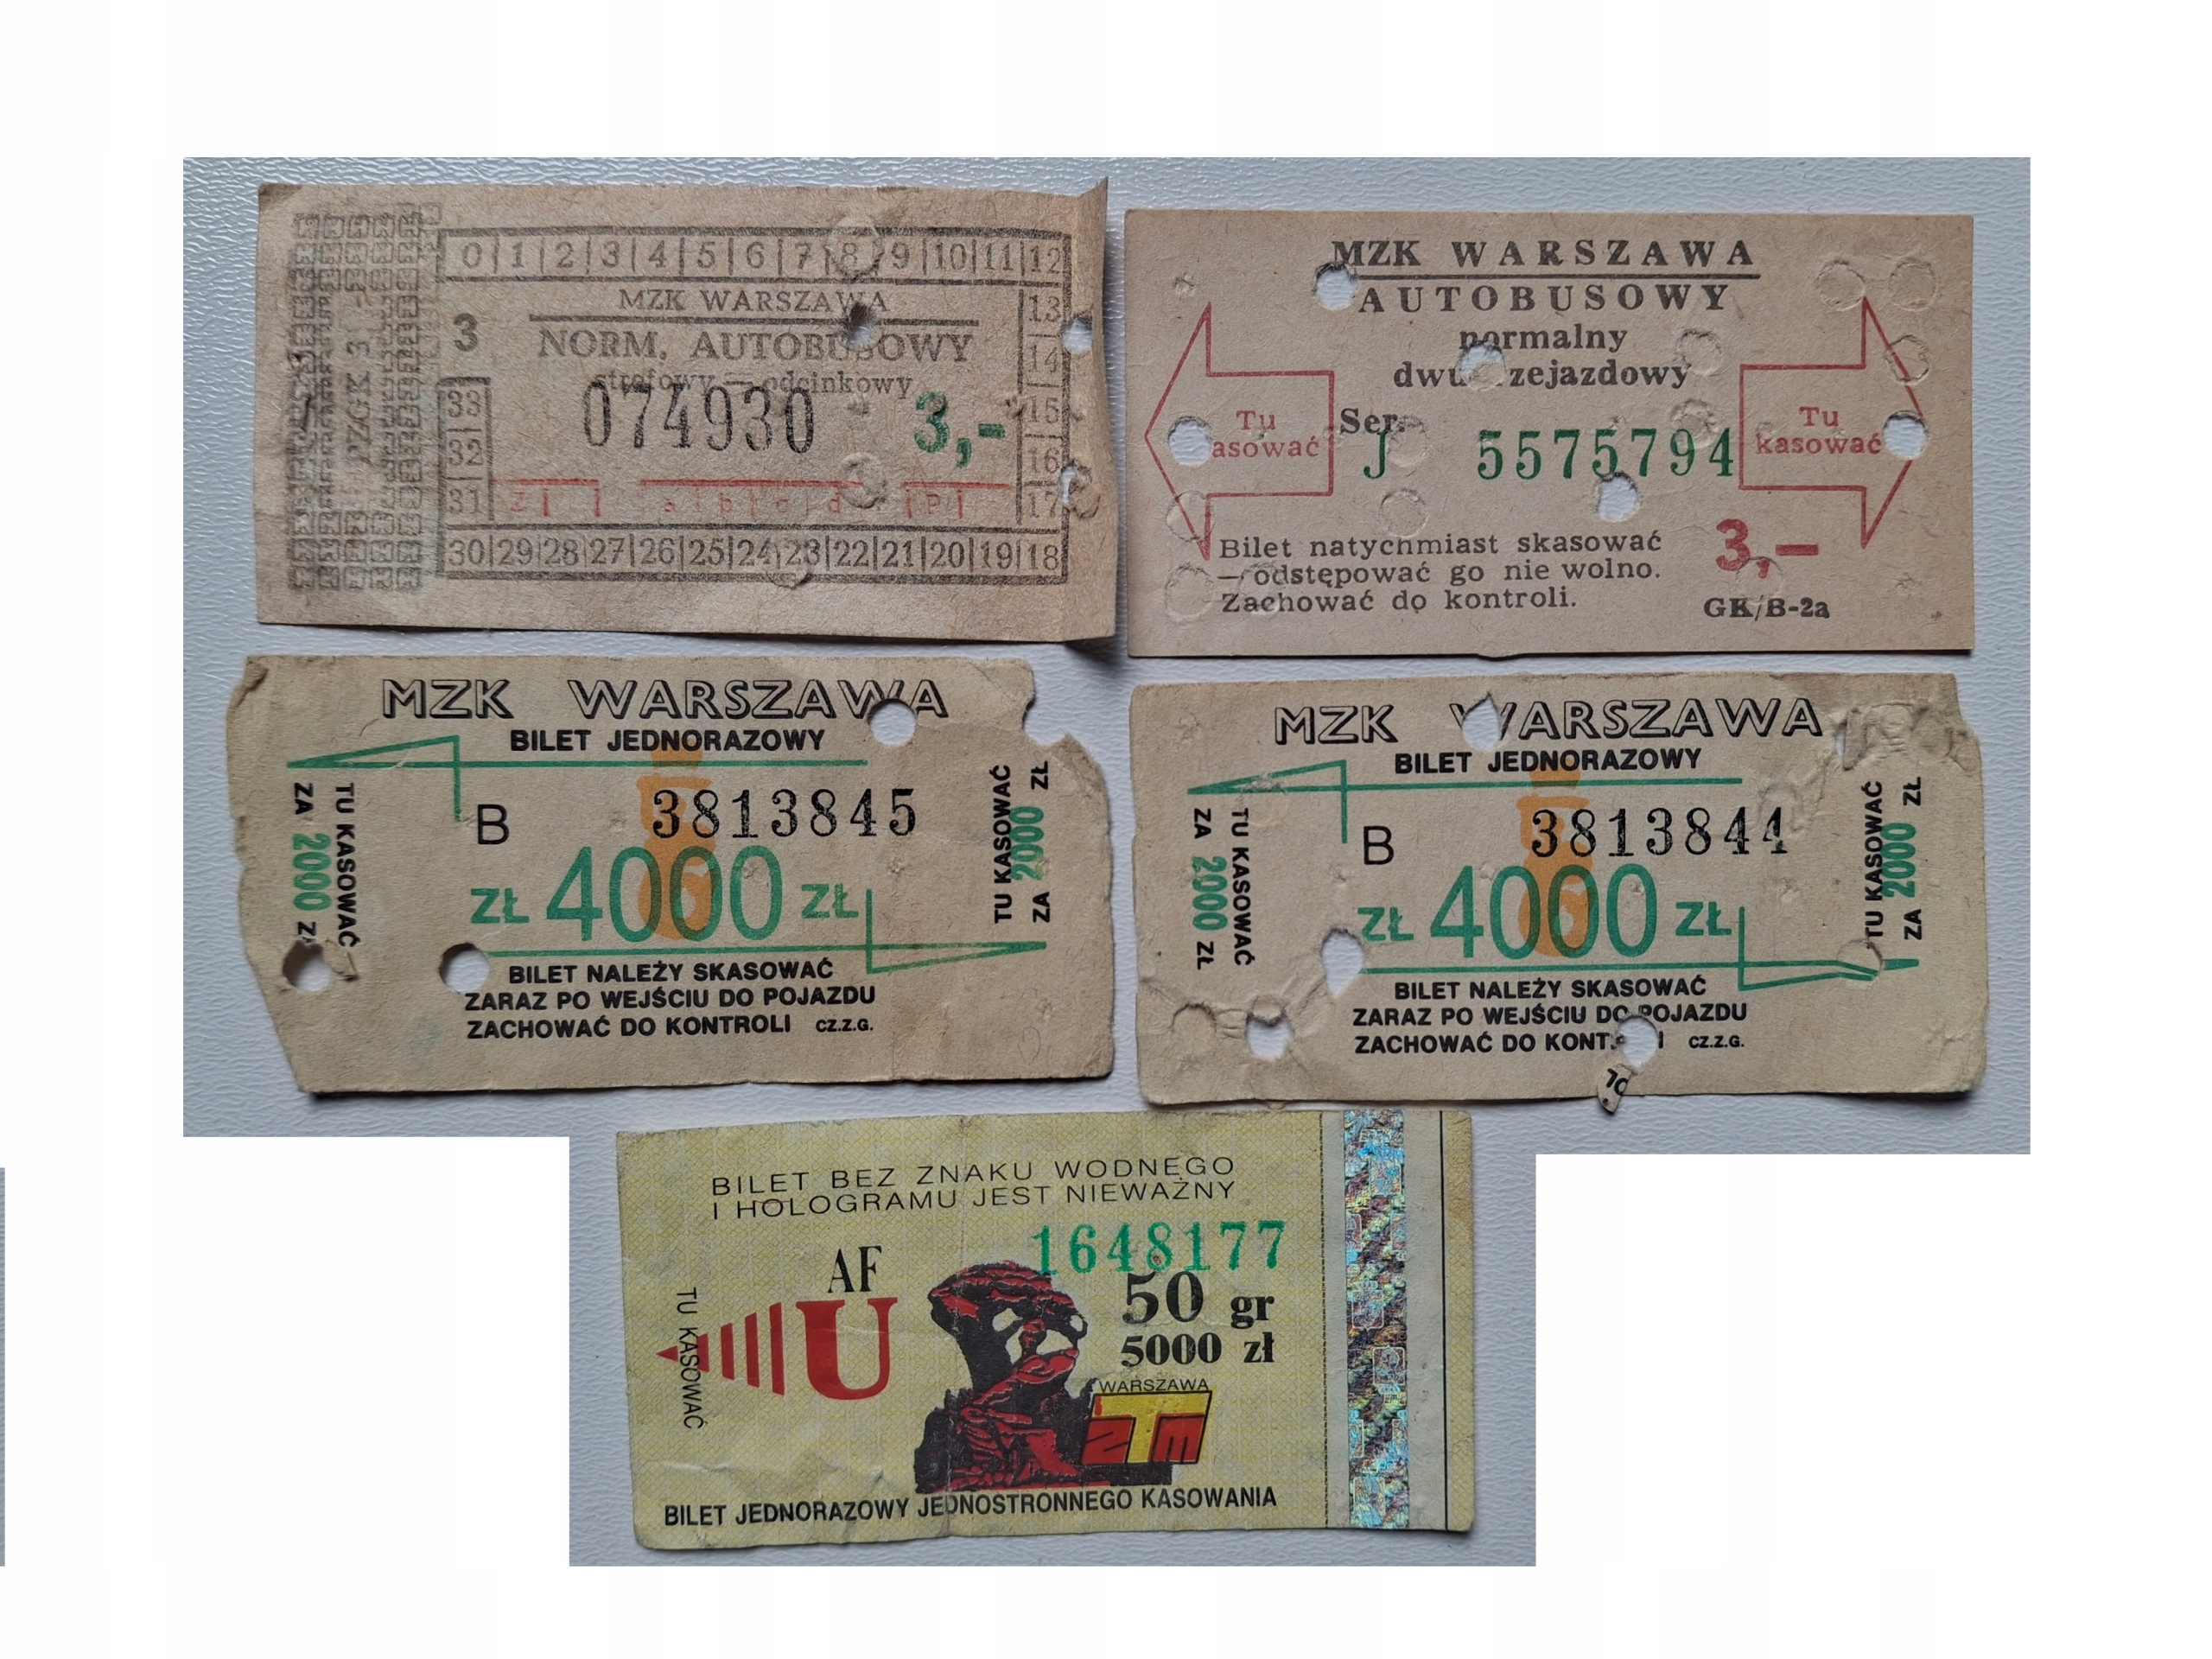 0 1 2 3 4 5 6 7 8 9 10 11 12
MZK WARSZAWA
13
3
NORM. AUTOBUSOWY
14
strefowy — odcinkowy
33
074930
3,-
15
32
16
31
a b c d P
17
30 29 28 27 26 25 24 23 22 21 20 19 18
MZK WARSZAWA
AUTOBUSOWY
normalny
Tu
kasować
Ser.
J 5575794
Tu
kasować
Bilet natychmiast skasować
— odstępować go nie wolno.
Zachować do kontroli.
3,—
GK/B-2a
MZK WARSZAWA
BILET JEDNORAZOWY
TU KASOWAĆ
ZA 2000 ZŁ
B 3813845
ZŁ 4000 ZŁ
TU KASOWAĆ
ZA 2000 ZŁ
BILET NALEŻY SKASOWAĆ
ZARAZ PO WEJŚCIU DO POJAZDU
ZACHOWAĆ DO KONTROLI CZ.Z.G.
MZK WARSZAWA
BILET JEDNORAZOWY
TU KASOWAĆ
ZA 2000 ZŁ
B 3813844
ZŁ 4000 ZŁ
TU KASOWAĆ
ZA 2000 ZŁ
BILET NALEŻY SKASOWAĆ
ZARAZ PO WEJŚCIU DO POJAZDU
ZACHOWAĆ DO CZ.Z.G.
BILET BEZ ZNAKU WODNEGO
I HOLOGRAMU JEST NIEWAŻNY
1648177
AF
U
50 gr
5000 zł
TU KASOWAĆ
WARSZAWA
ZTM
BILET JEDNORAZOWY JEDNOSTRONNEGO KASOWANIA